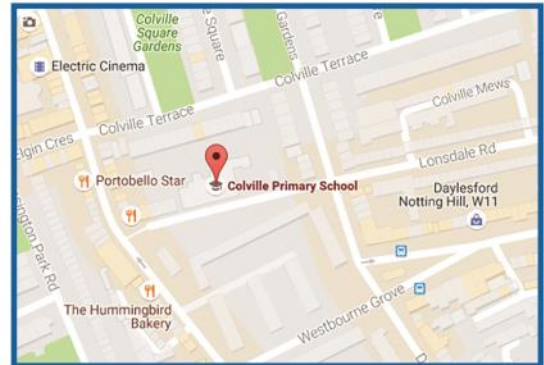 Colville
Square
Gardens
Square
Gardens
Electric Cinema
Colville Terrace
Colville Mews
Colville Terrace
Elgin Cres
Lonsdale Rd
Portobello Star
Colville Primary School
Daylesford
Notting Hill, W11
The Hummingbird
Bakery
Westbourne Grove